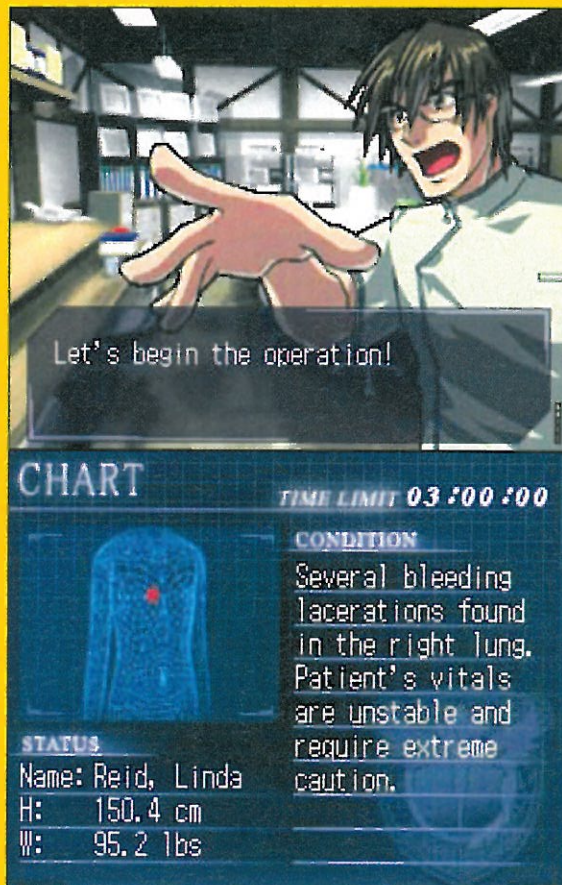 Let's begin the operation!
CHART
TIME LIMIT 03:00:00
CONDITION
Several bleeding
lacerations found
in the right lung.
Patient's vitals
are unstable and
require extreme
caution.
STATUS
Name: Reid, Linda
H: 150.4 cm
W: 95.2 lbs